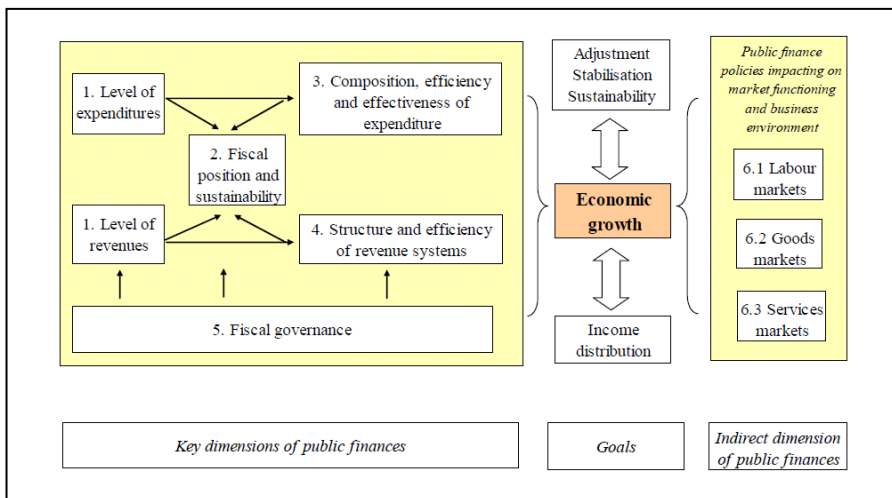 1. Level of
expenditures
3. Composition, efficiency
and effectiveness of
expenditure
2. Fiscal
position and
sustainability
1. Level of
revenues
4. Structure and efficiency
of revenue systems
5. Fiscal governance
Adjustment
Stabilisation
Sustainability
Economic
growth
Income
distribution
Public finance
policies impacting on
market functioning
and business
environment
6.1 Labour
markets
6.2 Goods
markets
6.3 Services
markets
Key dimensions of public finances
Goals
Indirect dimension
of public finances